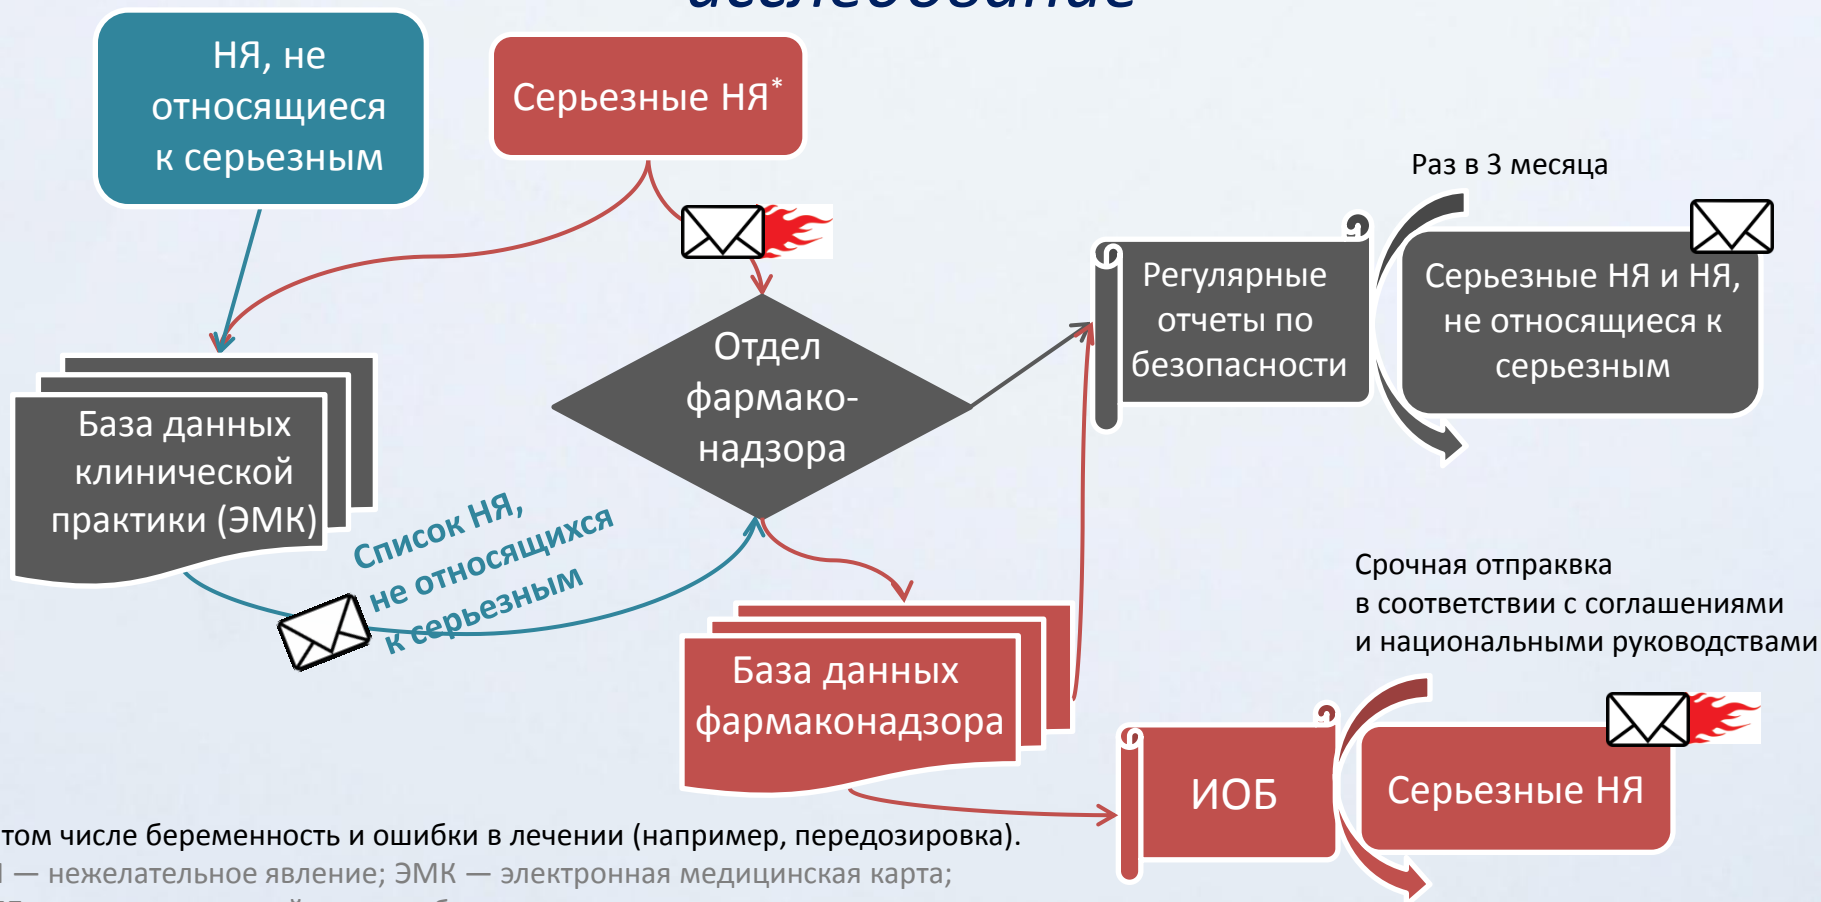 НЯ, не
относящиеся
к серьезным
Серьезные НЯ*
Раз в 3 месяца
Регулярные
отчеты по
безопасности
Серьезные НЯ и НЯ,
не относящиеся к
серьезным
Отдел
фармако-
надзора
База данных
клинической
практики (ЭМК)
Список НЯ,
не относящихся
к серьезным
Срочная отпраквка
в соответствии с соглашениями
и национальными руководствами
База данных
фармаконадзора
ИОБ
Серьезные НЯ
том числе беременность и ошибки в лечении (например, передозировка).
— нежелательное явление; ЭМК — электронная медицинская карта;